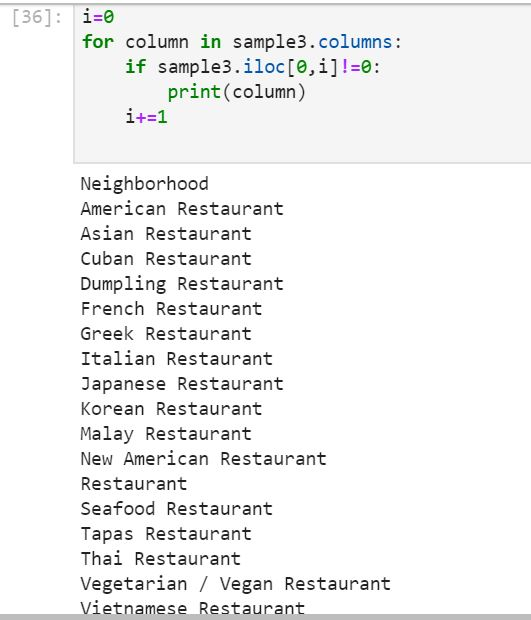 [36]: i=0
for column in sample3.columns:
    if sample3.iloc[0,i]!=0:
        print(column)
    i+=1
Neighborhood
American Restaurant
Asian Restaurant
Cuban Restaurant
Dumpling Restaurant
French Restaurant
Greek Restaurant
Italian Restaurant
Japanese Restaurant
Korean Restaurant
Malay Restaurant
New American Restaurant
Restaurant
Seafood Restaurant
Tapas Restaurant
Thai Restaurant
Vegetarian / Vegan Restaurant
Vietnamese Restaurant